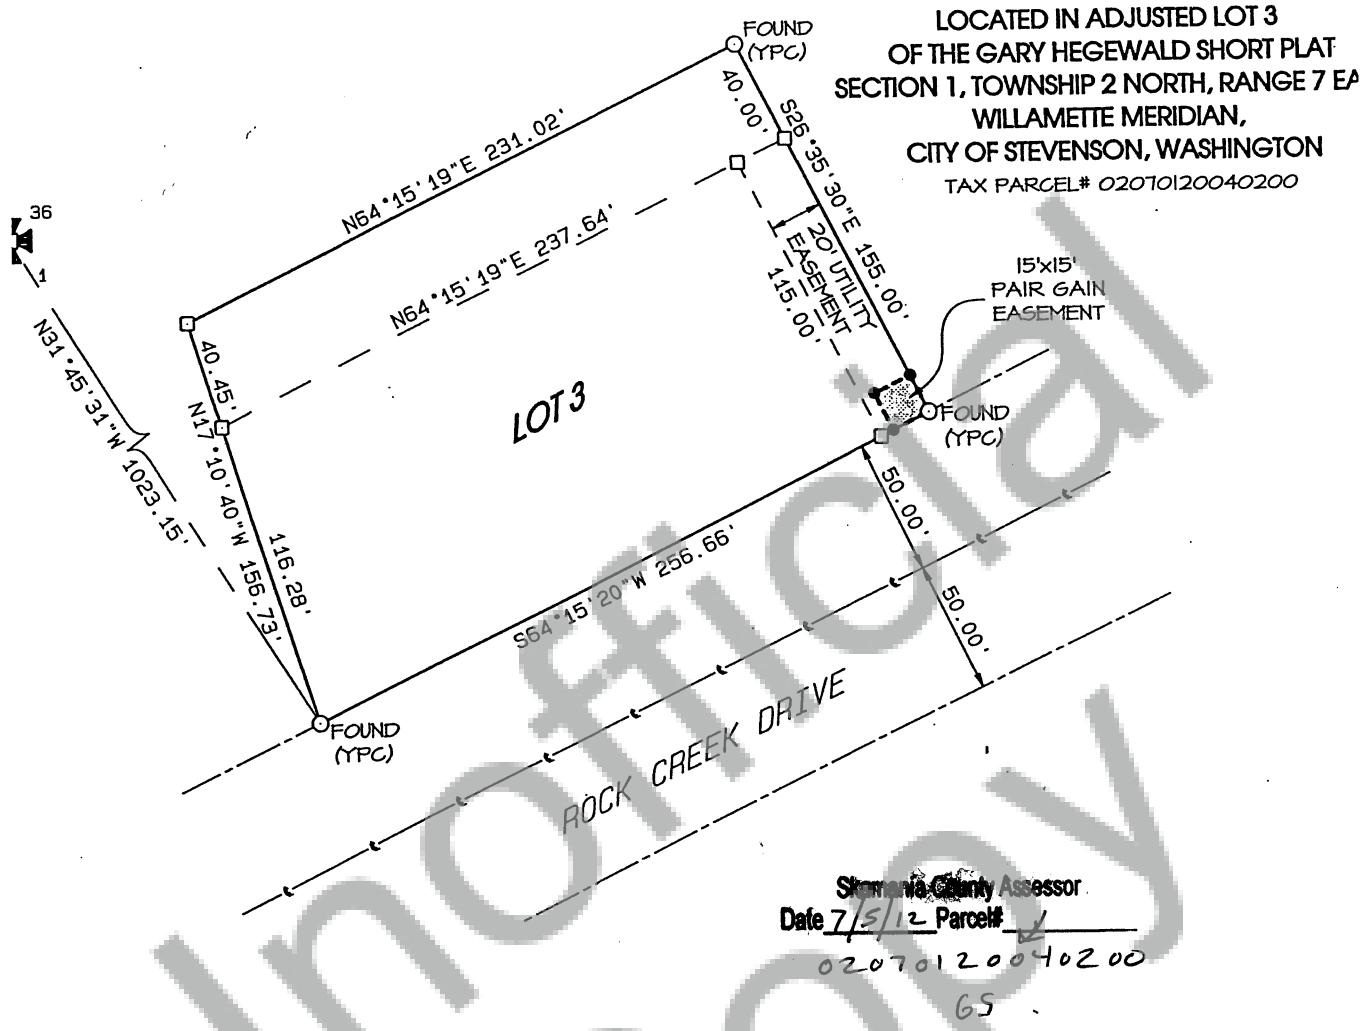 LOCATED IN ADJUSTED LOT 3
OF THE GARY HEGEWALD SHORT PLAT
SECTION 1, TOWNSHIP 2 NORTH, RANGE 7 EA
WILLAMETTE MERIDIAN,
CITY OF STEVENSON, WASHINGTON
TAX PARCEL# 02070120040200
FOUND
(YPC)
40.00'
S26°35'30"E 155.00'
N64°15'19"E 231.02'
N64°15'19"E 237.64'
20' UTILITY
EASEMENT
115.00'
15'x15'
PAIR GAIN
EASEMENT
36
1
N31°45'31"W 1023.15'
40.45'
N17°10'40"W 156.73'
116.28'
LOT 3
FOUND
(YPC)
50.00'
50.00'
S64°15'20"W 256.66'
FOUND
(YPC)
ROCK CREEK DRIVE
Skamania County Assessor
Date 7/5/12 Parcel#
02070120040200
GS
Unofficial
Copy